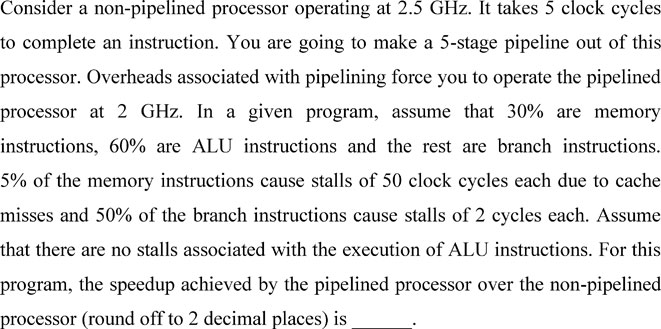 Consider a non-pipelined processor operating at 2.5 GHz. It takes 5 clock cycles
to complete an instruction. You are going to make a 5-stage pipeline out of this
processor. Overheads associated with pipelining force you to operate the pipelined
processor at 2 GHz. In a given program, assume that 30% are memory
instructions, 60% are ALU instructions and the rest are branch instructions.
5% of the memory instructions cause stalls of 50 clock cycles each due to cache
misses and 50% of the branch instructions cause stalls of 2 cycles each. Assume
that there are no stalls associated with the execution of ALU instructions. For this
program, the speedup achieved by the pipelined processor over the non-pipelined
processor (round off to 2 decimal places) is ______.